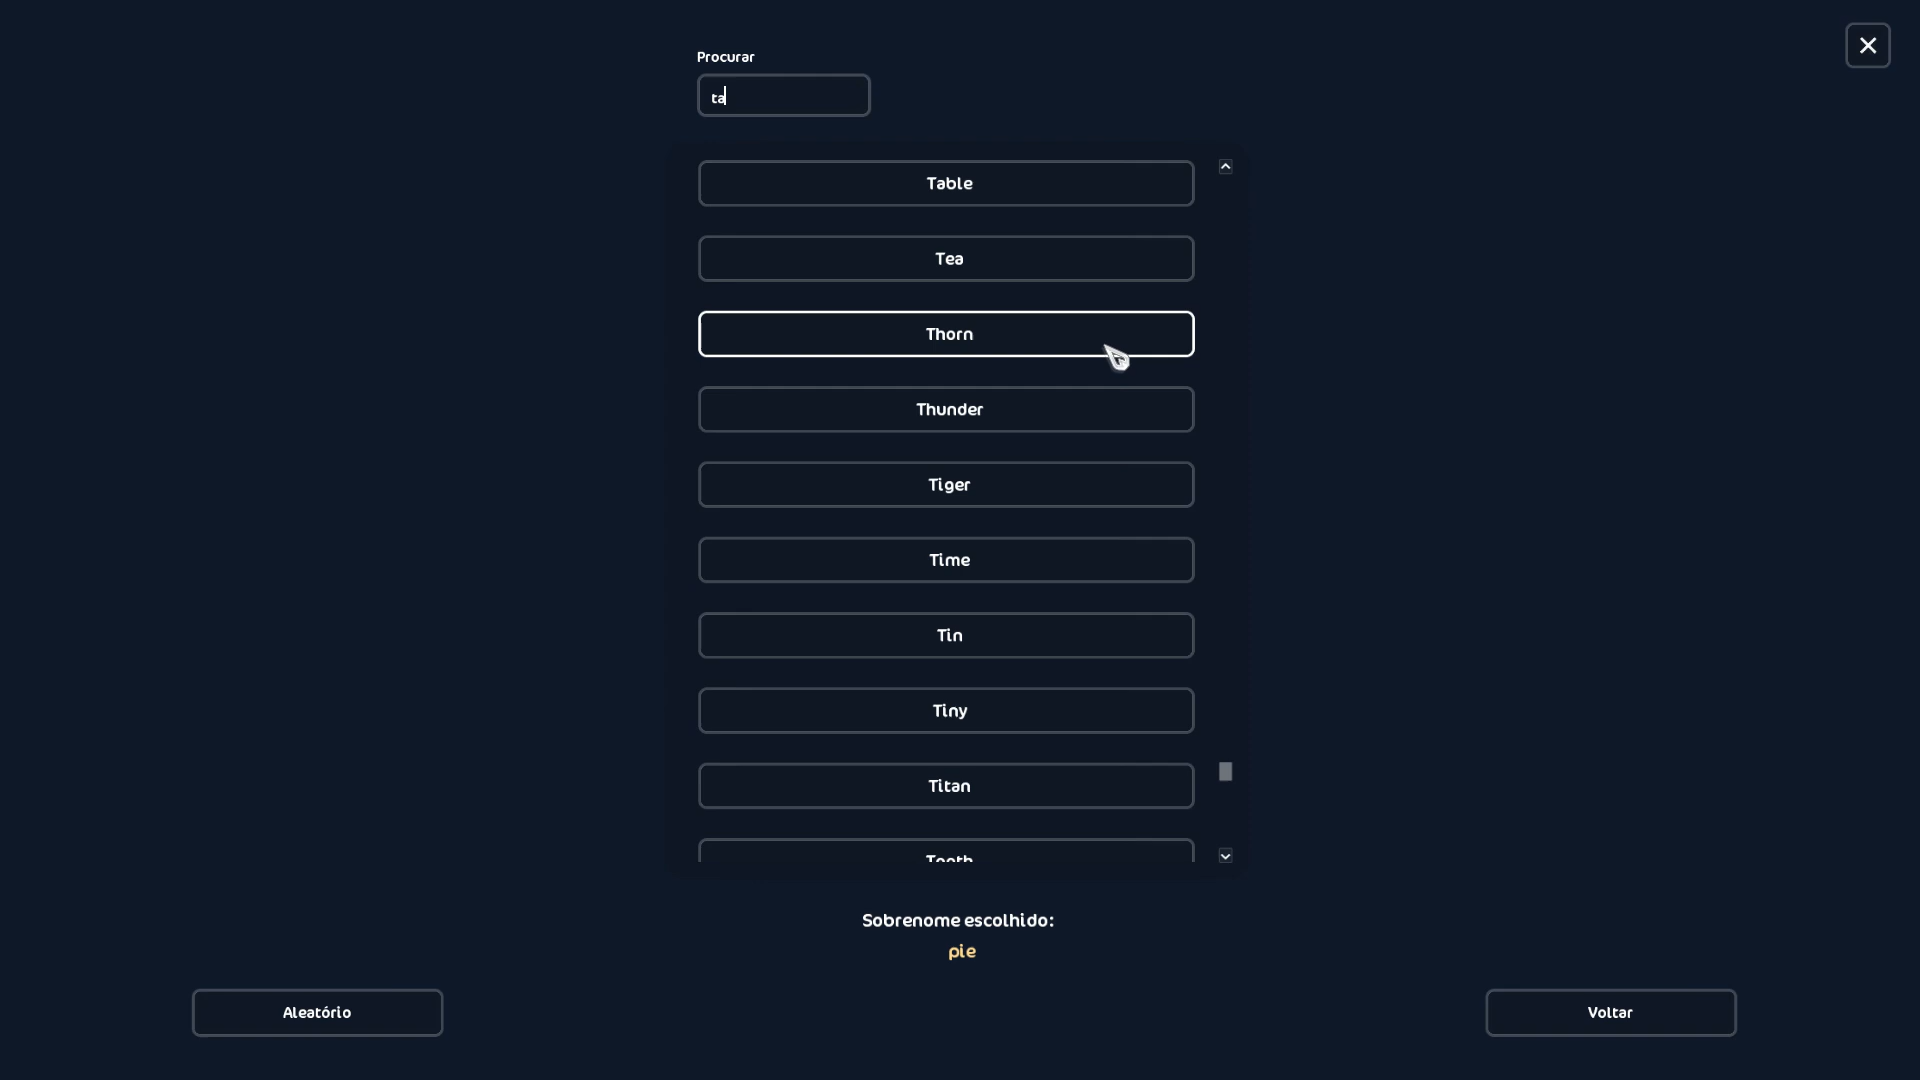 Procurar
ta
Table
Tea
Thorn
Thunder
Tiger
Time
Tin
Tiny
Titan
Sobrenome escolhido:
pie
Aleatório
Voltar